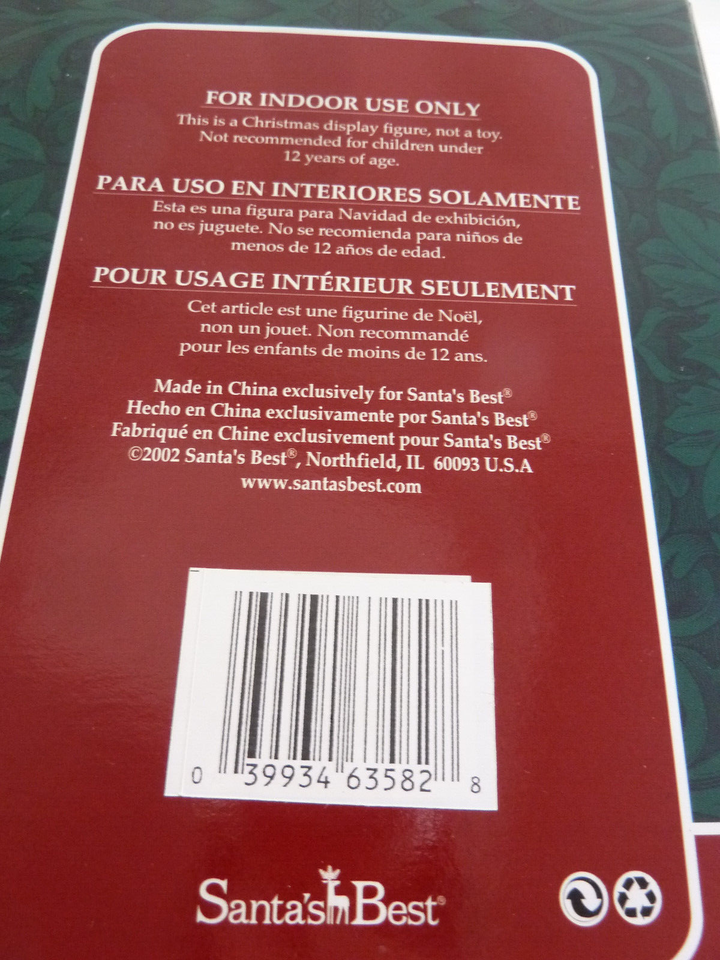 FOR INDOOR USE ONLY
This is a Christmas display figure, not a toy.
Not recommended for children under
12 years of age.
PARA USO EN INTERIORES SOLAMENTE
Esta es una figura para Navidad de exhibición,
no es juguete. No se recomienda para niños de
menos de 12 años de edad.
POUR USAGE INTÉRIEUR SEULEMENT
Cet article est une figurine de Noël,
non un jouet. Non recommandé
pour les enfants de moins de 12 ans.
Made in China exclusively for Santa's Best®
Hecho en China exclusivamente por Santa's Best®
Fabriqué en Chine exclusivement pour Santa's Best®
©2002 Santa's Best®, Northfield, IL 60093 U.S.A
www.santasbest.com
0 39934 63582 8
Santa's Best®